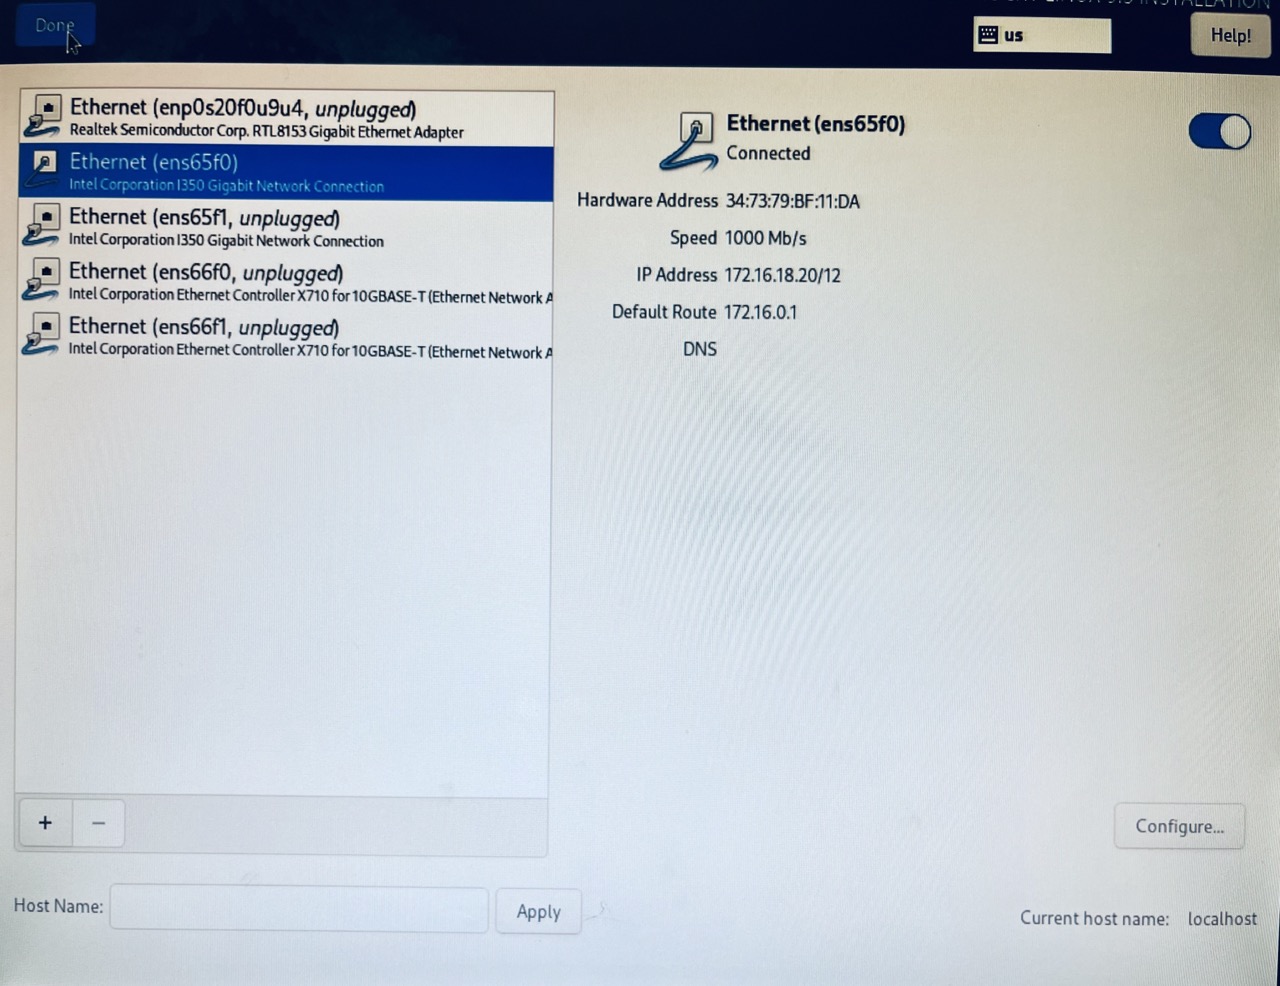 Done
us
Help!
Ethernet (enp0s20f0u9u4, unplugged)
Realtek Semiconductor Corp. RTL8153 Gigabit Ethernet Adapter
Ethernet (ens65f0)
Intel Corporation I350 Gigabit Network Connection
Ethernet (ens65f1, unplugged)
Intel Corporation I350 Gigabit Network Connection
Ethernet (ens66f0, unplugged)
Intel Corporation Ethernet Controller X710 for 10GBASE-T (Ethernet Network A
Ethernet (ens66f1, unplugged)
Intel Corporation Ethernet Controller X710 for 10GBASE-T (Ethernet Network A
Ethernet (ens65f0)
Connected
Hardware Address 34:73:79:BF:11:DA
Speed 1000 Mb/s
IP Address 172.16.18.20/12
Default Route 172.16.0.1
DNS
+ −
Configure...
Host Name:
Apply
Current host name: localhost